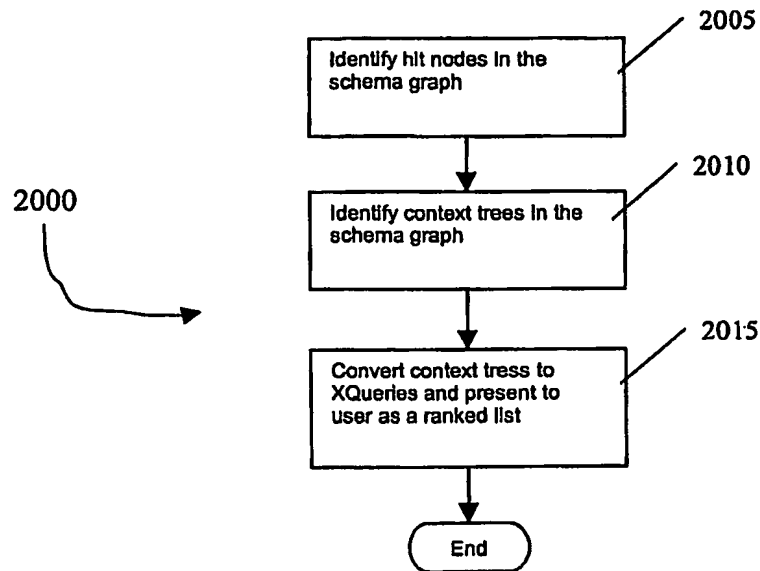 2005
Identify hit nodes in the
schema graph
2010
2000
Identify context trees in the
schema graph
2015
Convert context tress to
XQueries and present to
user as a ranked list
End